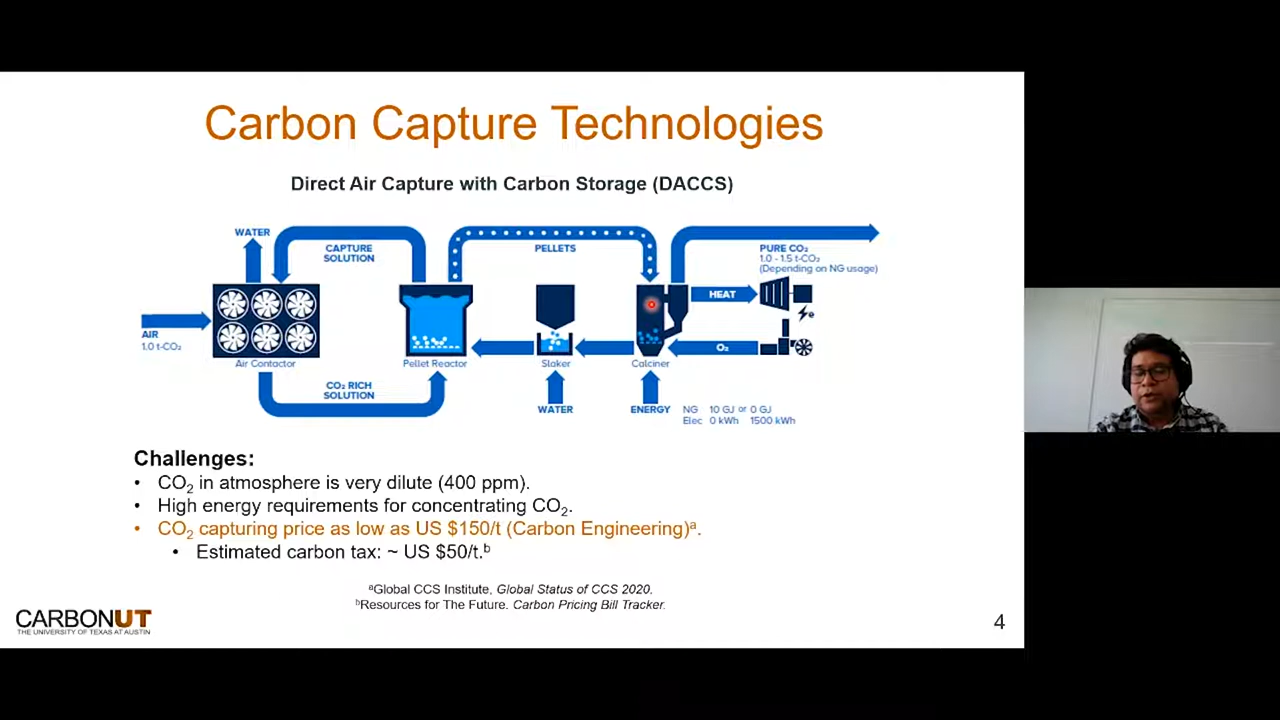 Carbon Capture Technologies
Direct Air Capture with Carbon Storage (DACCS)
WATER
CAPTURE
SOLUTION
PELLETS
PURE CO₂
1.0 - 1.5 t-CO₂
(Depending on NG usage)
HEAT
e
AIR
1.0 t-CO₂
O₂
Air Contactor
Pellet Reactor
Slaker
Calciner
CO₂ RICH
SOLUTION
WATER
ENERGY
NG 10 GJ or 0 GJ
Elec 0 kWh 1500 kWh
Challenges:
• CO₂ in atmosphere is very dilute (400 ppm).
• High energy requirements for concentrating CO₂.
• CO₂ capturing price as low as US $150/t (Carbon Engineering)ᵃ.
• Estimated carbon tax: ~ US $50/t.ᵇ
ᵃGlobal CCS Institute, Global Status of CCS 2020.
ᵇResources for The Future. Carbon Pricing Bill Tracker.
CARBONUT
THE UNIVERSITY OF TEXAS AT AUSTIN
4